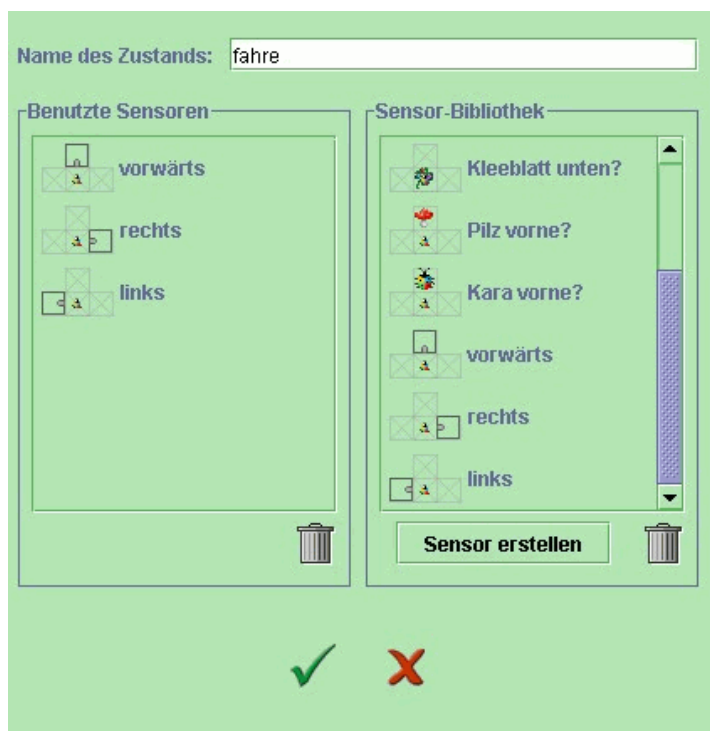 Name des Zustands: fahre
Benutzte Sensoren
vorwärts
rechts
links
Sensor-Bibliothek
Kleeblatt unten?
Pilz vorne?
Kara vorne?
vorwärts
rechts
links
Sensor erstellen